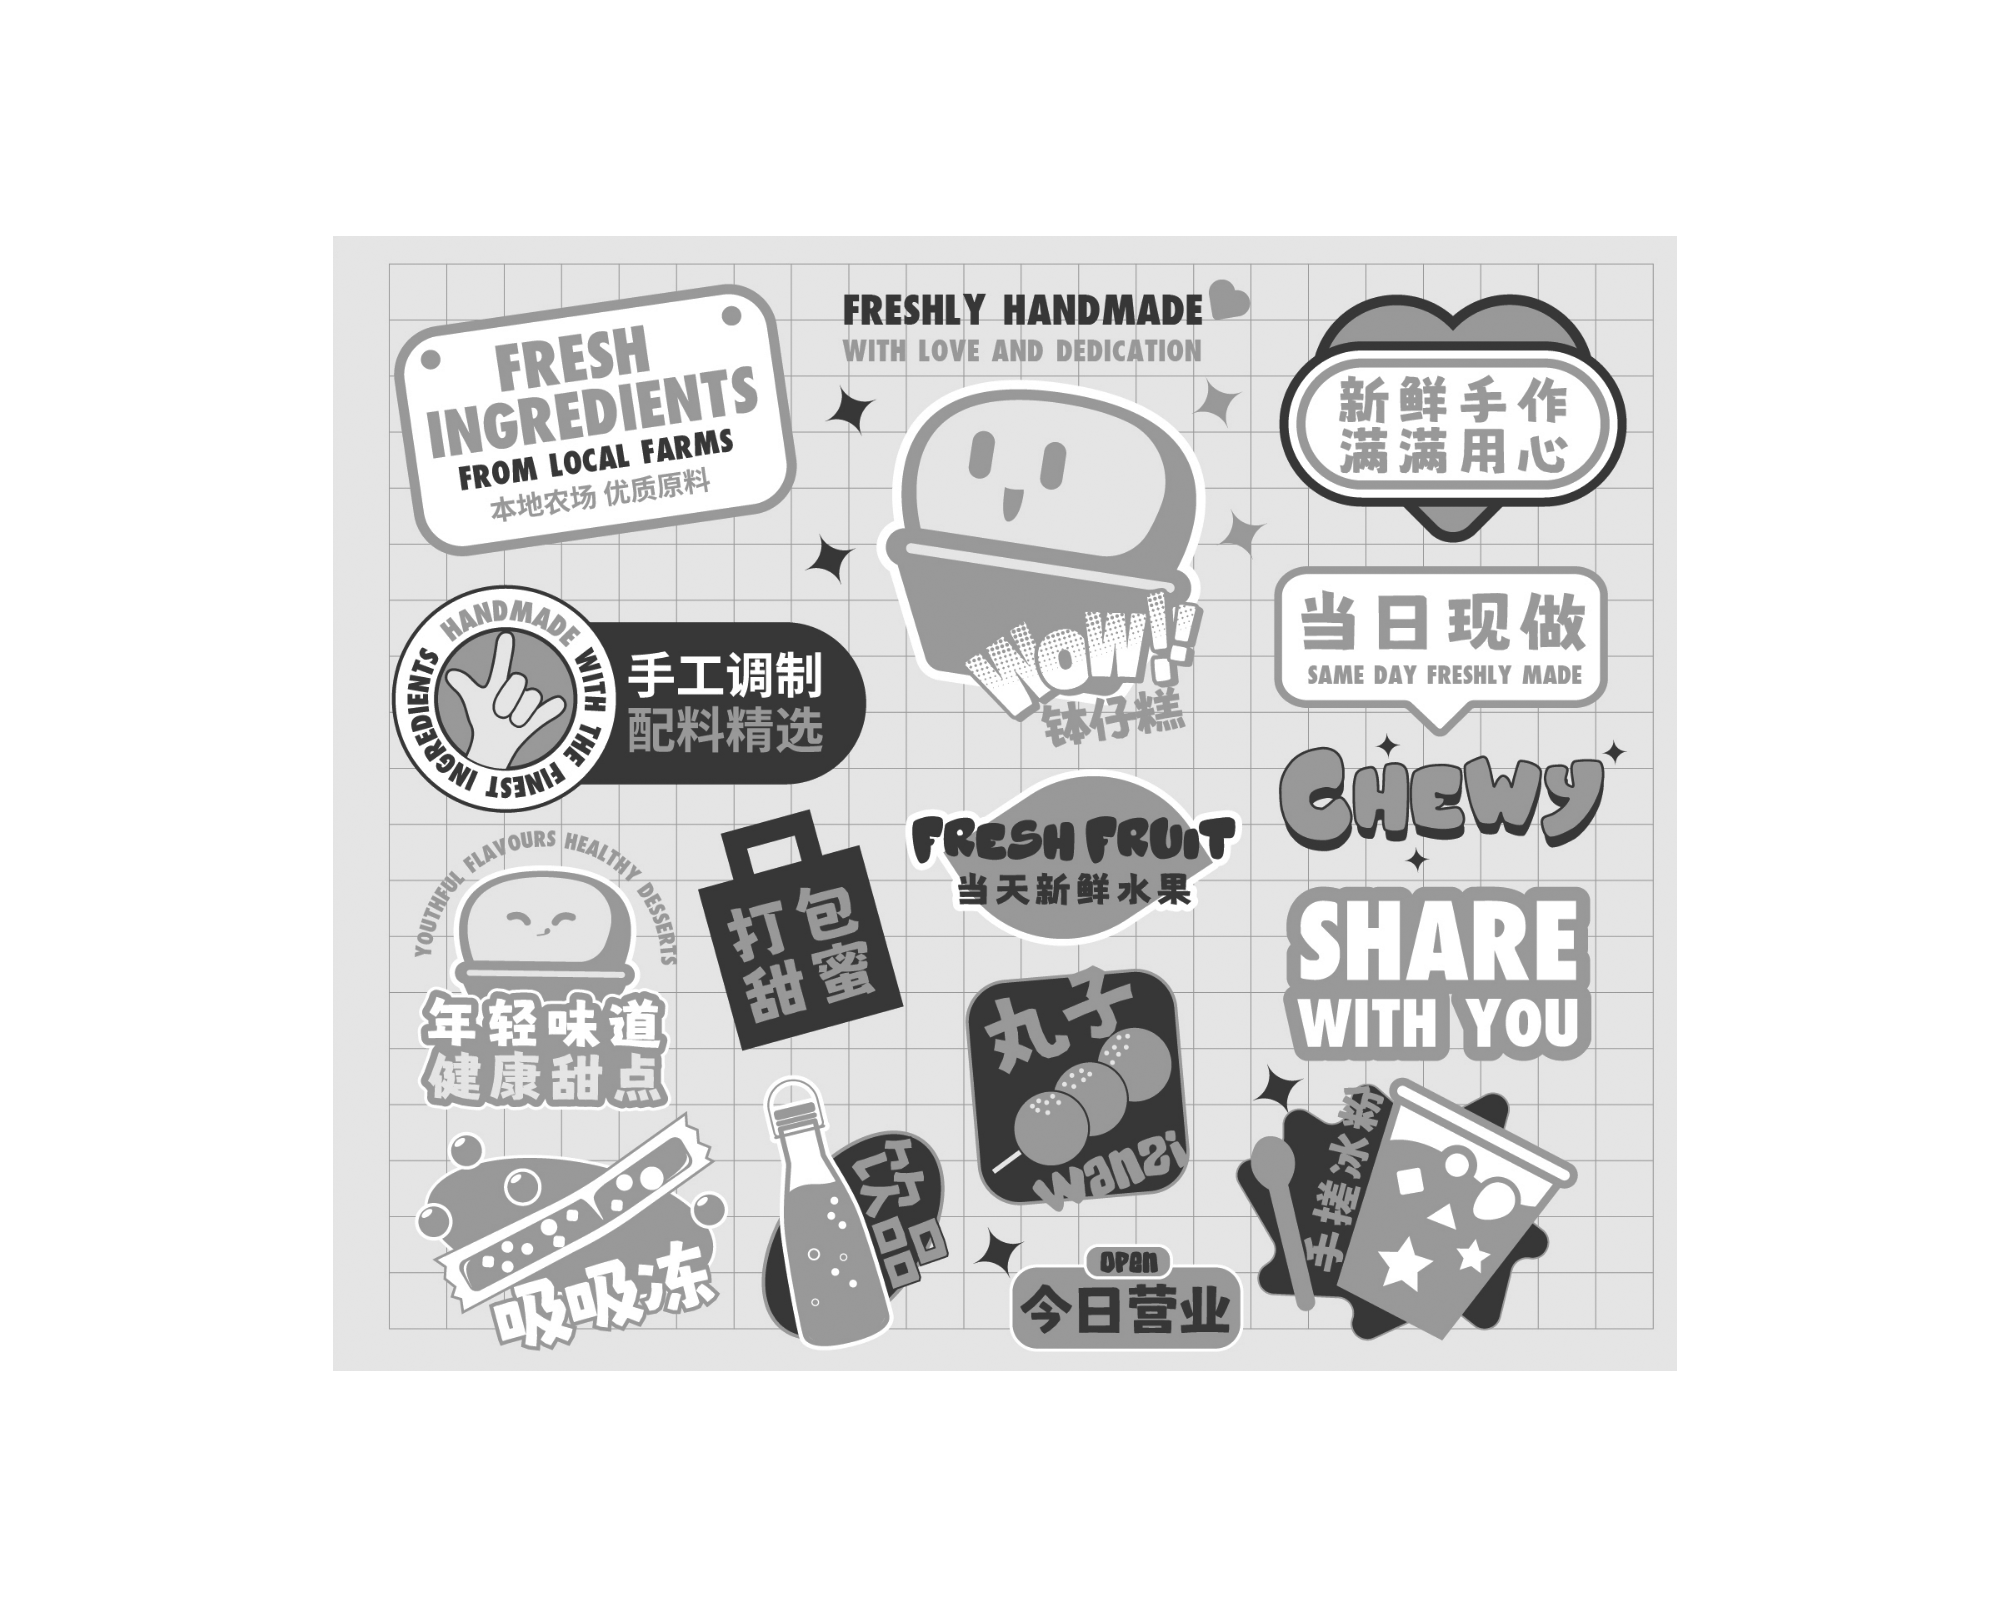 FRESH
INGREDIENTS
FROM LOCAL FARMS
本地农场 优质原料
FRESHLY HANDMADE
WITH LOVE AND DEDICATION
新鲜手作
满满用心
HANDMADE WITH THE FINEST INGREDIENTS
手工调制
配料精选
WOW!!
钵仔糕
当日现做
SAME DAY FRESHLY MADE
CHEWY
YOUTHFUL FLAVOURS HEALTHY DESSERTS
年轻味道
健康甜点
打包
甜蜜
FRESH FRUIT
当天新鲜水果
SHARE
WITH YOU
丸子
wanzi
吸吸冻
饮品
open
今日营业
手搓冰粉